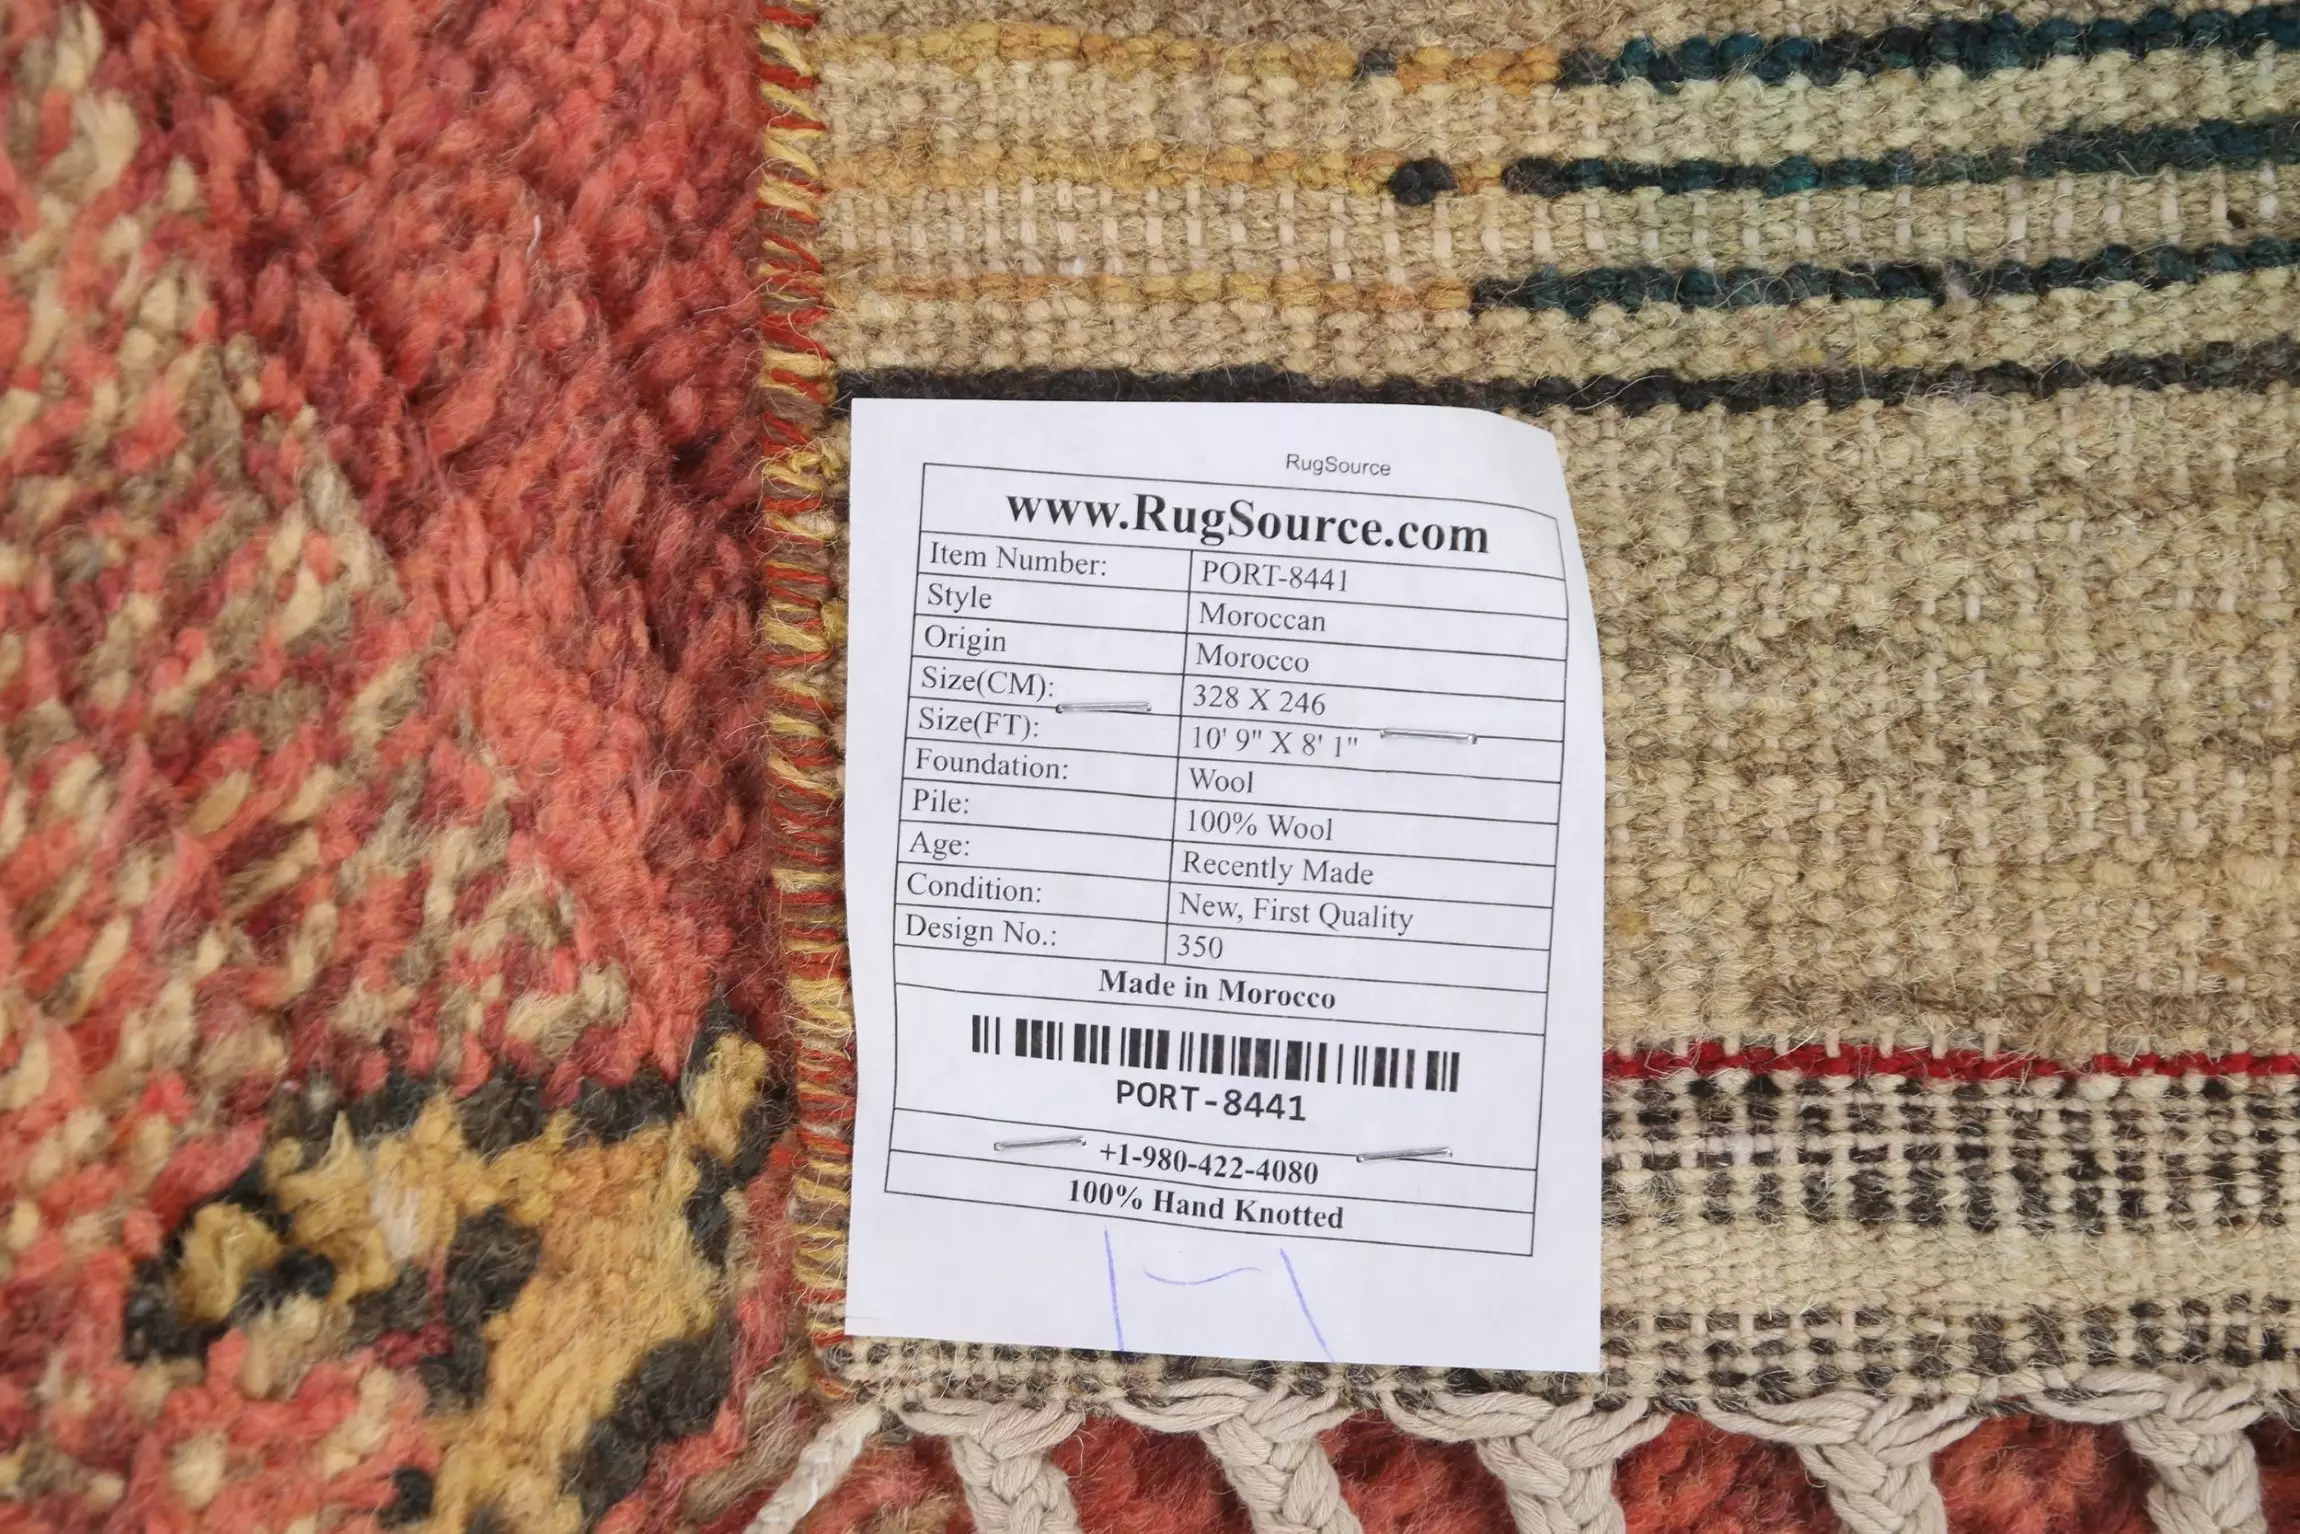 RugSource
www.RugSource.com
Item Number: PORT-8441
Style Moroccan
Origin Morocco
Size(CM): 328 X 246
Size(FT): 10' 9" X 8' 1"
Foundation: Wool
Pile: 100% Wool
Age: Recently Made
Condition: New, First Quality
Design No.: 350
Made in Morocco
PORT-8441
+1-980-422-4080
100% Hand Knotted